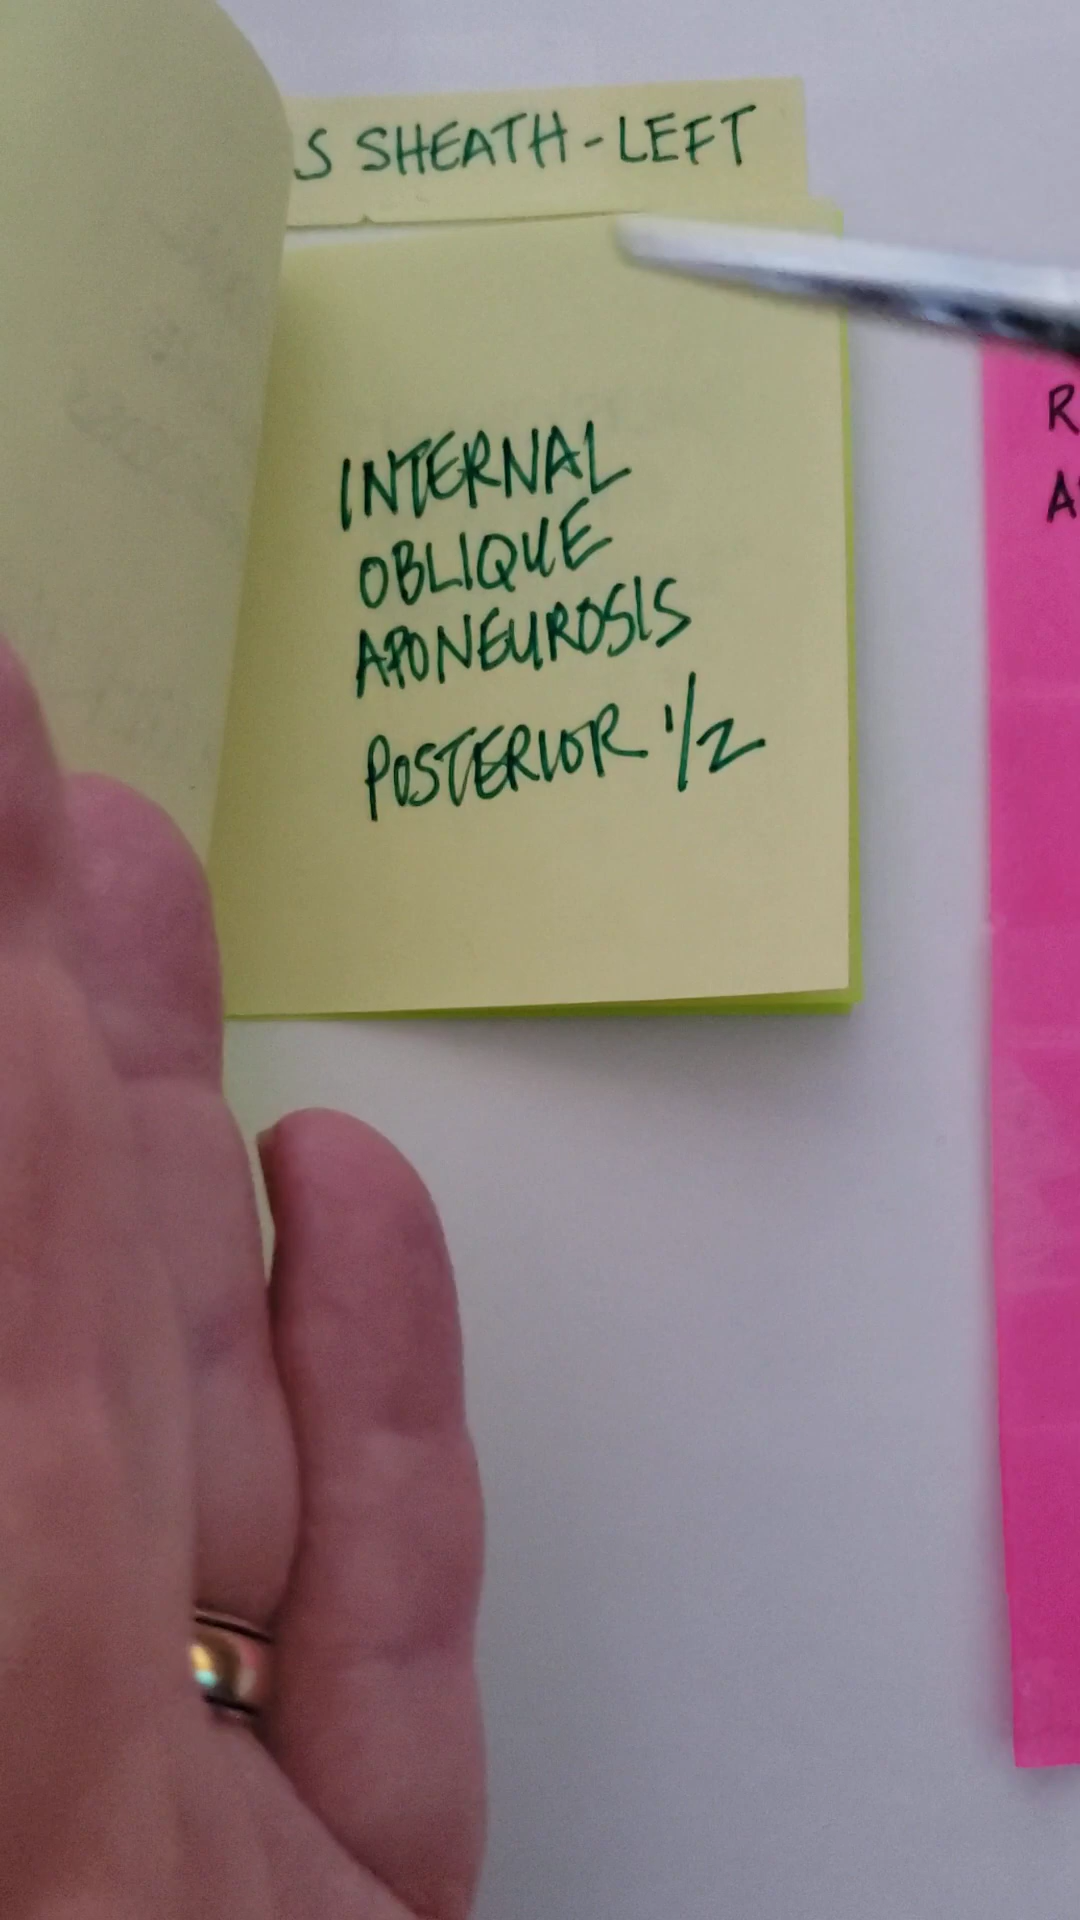 S SHEATH - LEFT
INTERNAL
OBLIQUE
APONEUROSIS
POSTERIOR 1/2
R
A